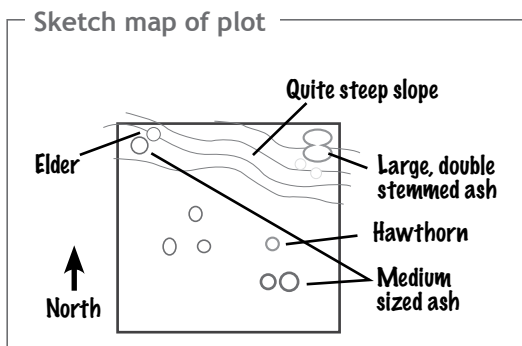 Sketch map of plot
Quite steep slope
Elder
Large, double
stemmed ash
Hawthorn
Medium
sized ash
North